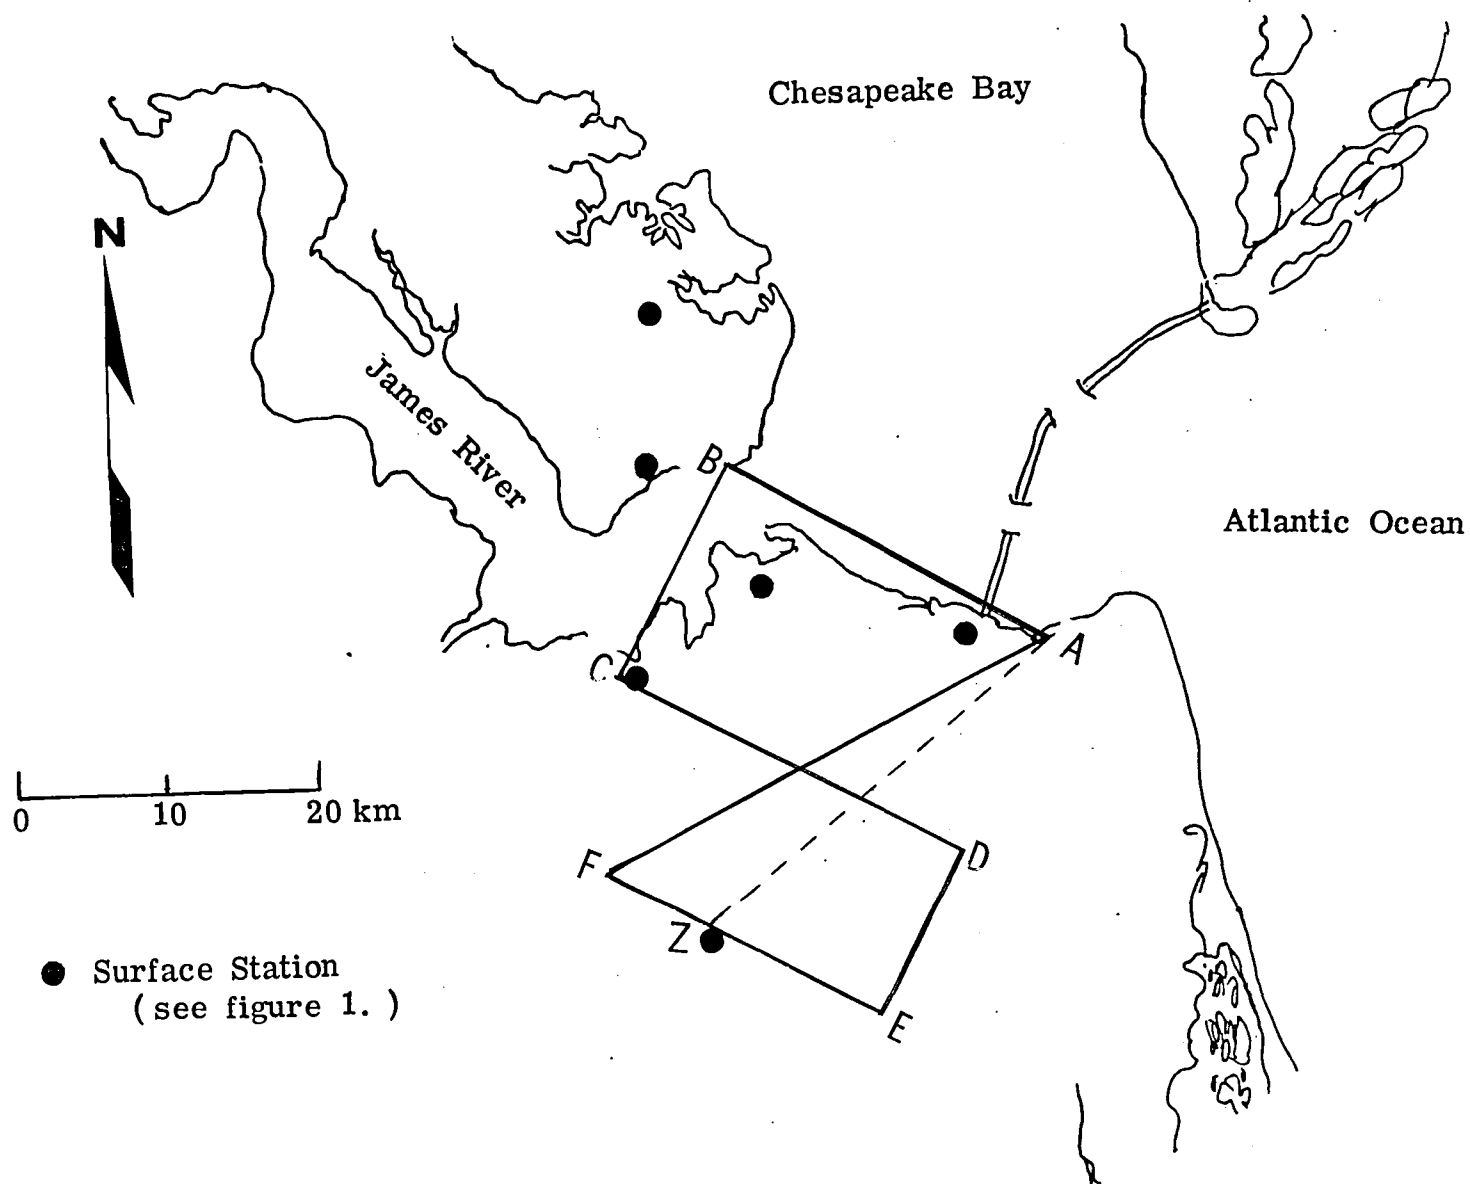 Chesapeake Bay
N
James River
B
Atlantic Ocean
A
C
0 10 20 km
D
F
Z
Surface Station
(see figure 1. )
E